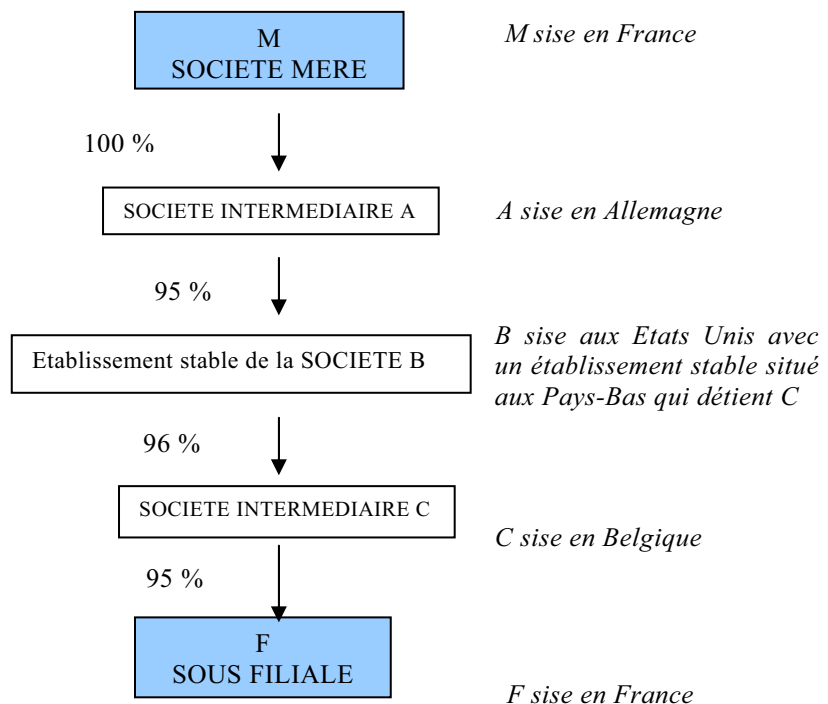 M
SOCIETE MERE
M sise en France
100 %
SOCIETE INTERMEDIAIRE A
A sise en Allemagne
95 %
Etablissement stable de la SOCIETE B
B sise aux Etats Unis avec
un établissement stable situé
aux Pays-Bas qui détient C
96 %
SOCIETE INTERMEDIAIRE C
C sise en Belgique
95 %
F
SOUS FILIALE
F sise en France